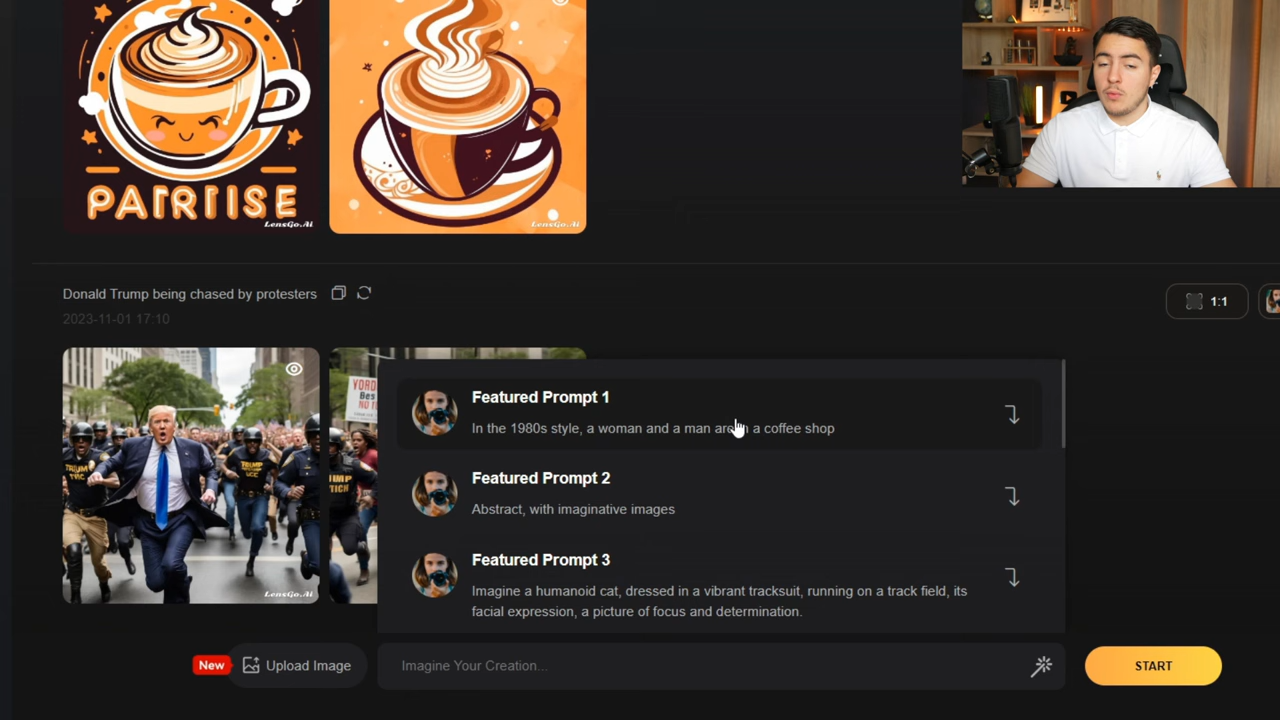 PATRTISE
LensGo.Ai
LensGo.Ai
Donald Trump being chased by protesters
2023-11-01 17:10
1:1
TRUMP
Featured Prompt 1
In the 1980s style, a woman and a man are in a coffee shop
Featured Prompt 2
Abstract, with imaginative images
Featured Prompt 3
Imagine a humanoid cat, dressed in a vibrant tracksuit, running on a track field, its
facial expression, a picture of focus and determination.
LensGo.Ai
New
Upload Image
Imagine Your Creation...
START